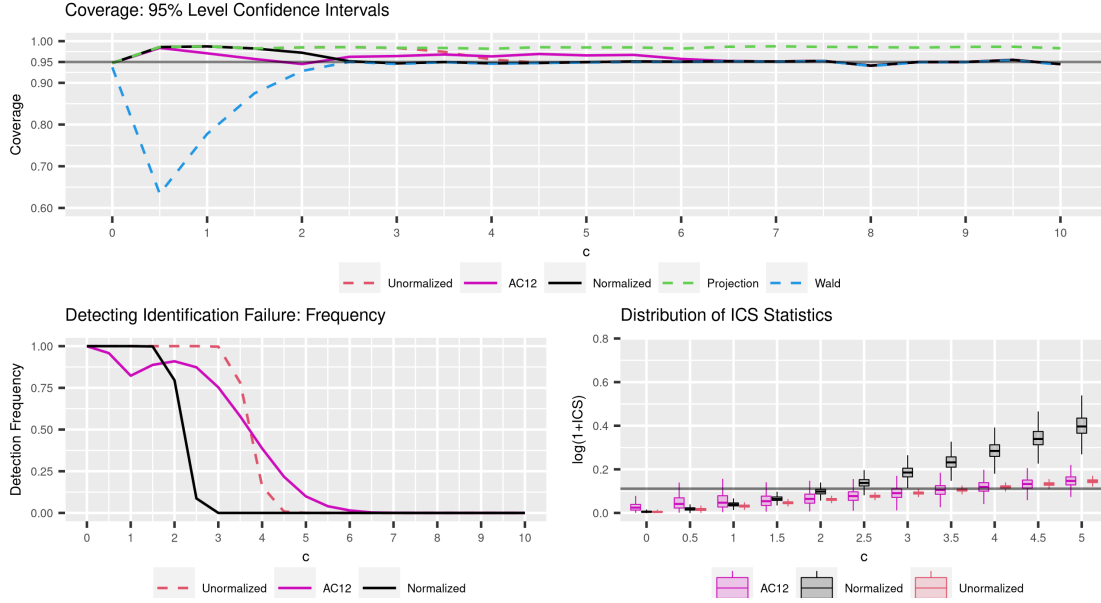 Coverage: 95% Level Confidence Intervals
1.00
0.95
0.90
0.80
0.70
0.60
Coverage
0 1 2 3 4 5 6 7 8 9 10
c
Unormalized AC12 Normalized Projection Wald
Detecting Identification Failure: Frequency
1.00
0.75
0.50
0.25
0.00
Detection Frequency
0 1 2 3 4 5 6 7 8 9 10
c
Unormalized AC12 Normalized
Distribution of ICS Statistics
0.8
0.6
0.4
0.2
0.0
log(1+ICS)
0 0.5 1 1.5 2 2.5 3 3.5 4 4.5 5
c
AC12 Normalized Unormalized